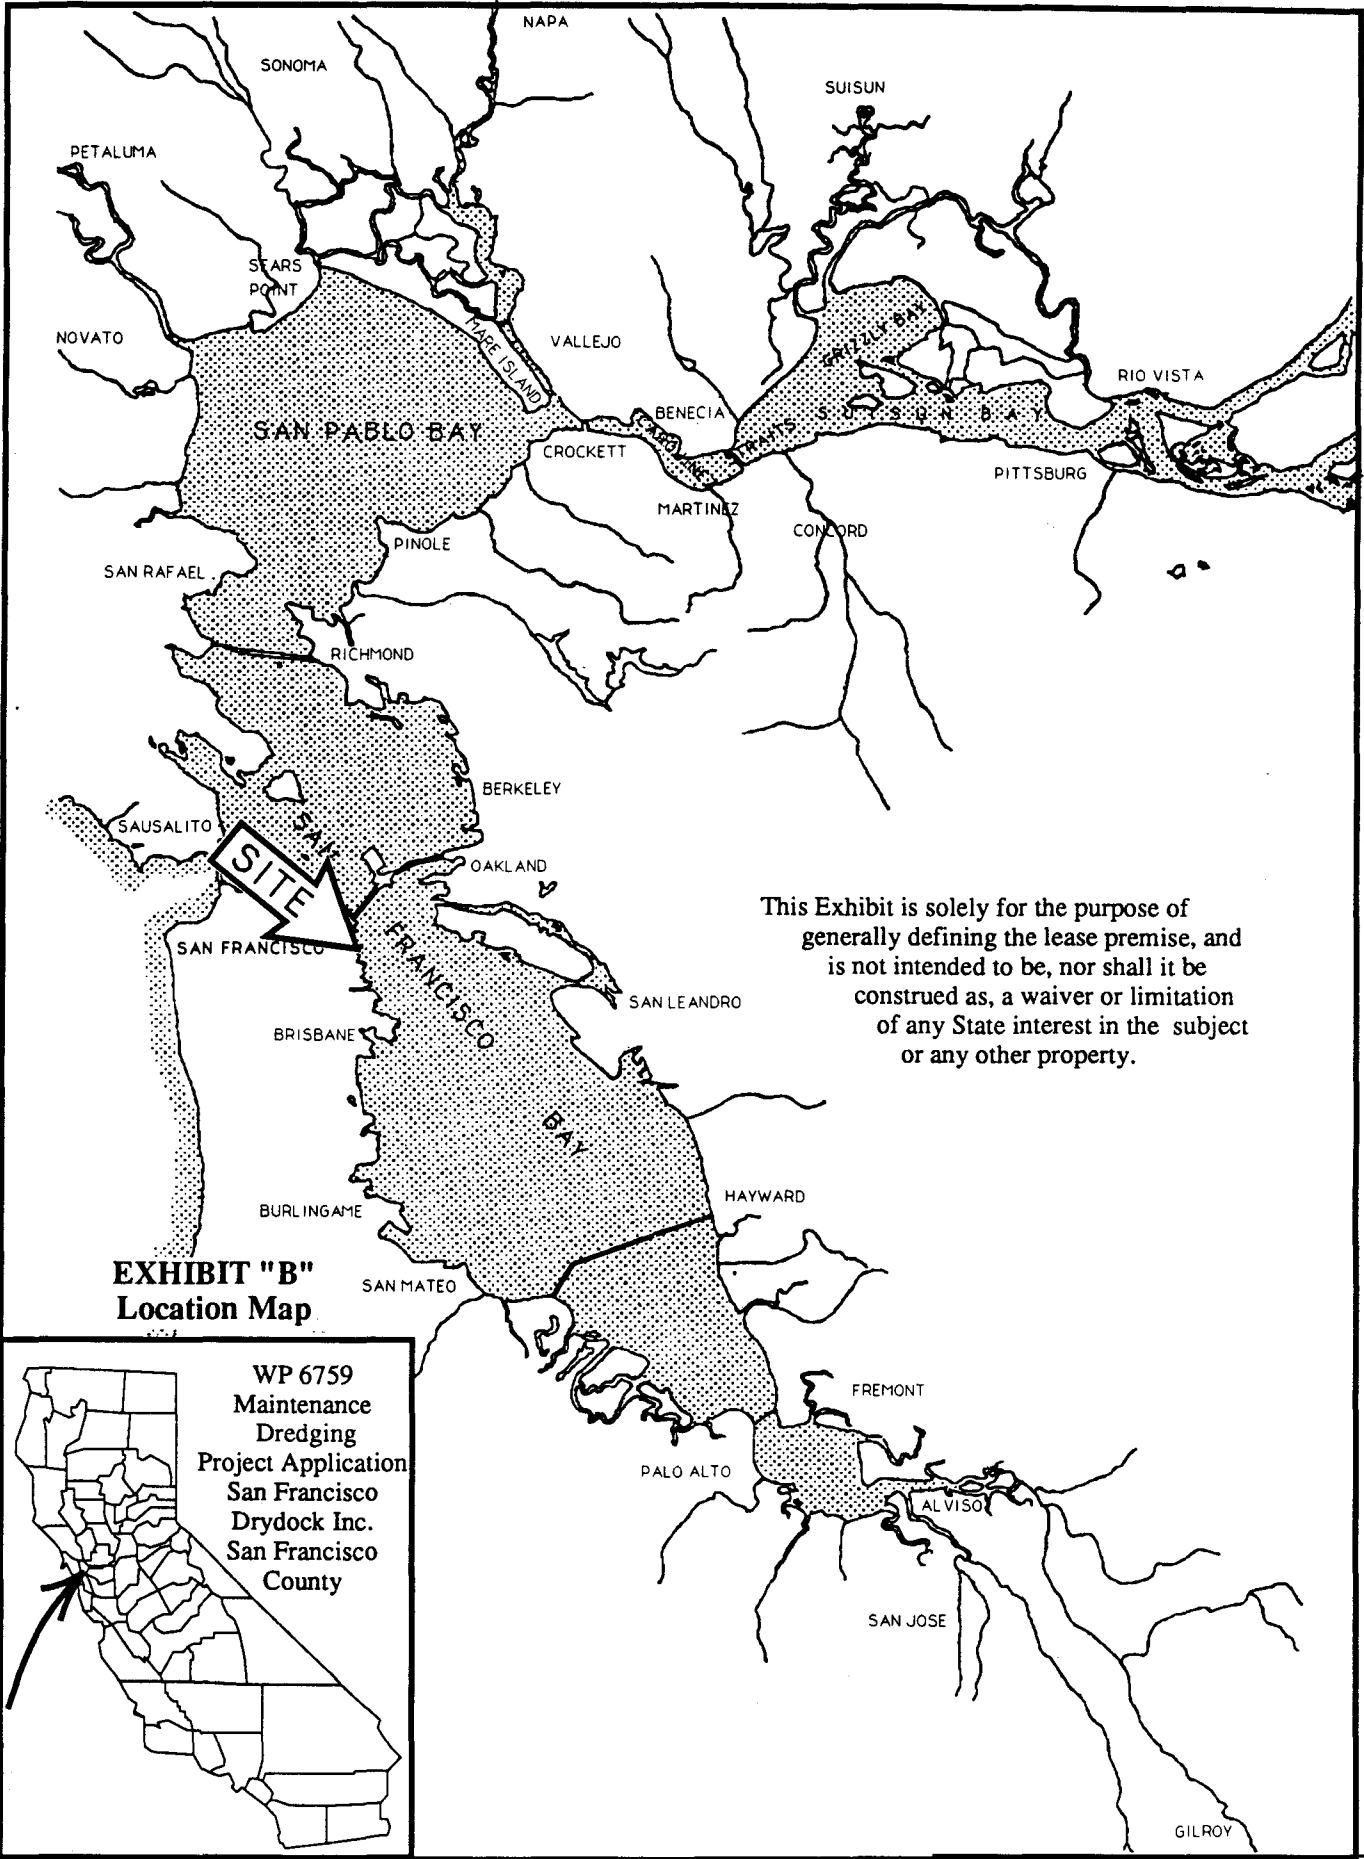 NAPA
SONOMA
SUISUN
PETALUMA
SEARS
POINT
NOVATO
MARE ISLAND
VALLEJO
GRIZZLY BAY
RIO VISTA
SAN PABLO BAY
BENECIA
SUISUN BAY
CROCKETT
STRAITS
PITTSBURG
MARTINEZ
CONCORD
PINOLE
SAN RAFAEL
RICHMOND
BERKELEY
SAUSALITO
SAN
SITE
OAKLAND
SAN FRANCISCO
FRANCISCO
This Exhibit is solely for the purpose of
generally defining the lease premise, and
is not intended to be, nor shall it be
construed as, a waiver or limitation
of any State interest in the subject
or any other property.
SAN LEANDRO
BRISBANE
BAY
HAYWARD
BURLINGAME
EXHIBIT "B"
Location Map
SAN MATEO
WP 6759
Maintenance
Dredging
Project Application
San Francisco
Drydock Inc.
San Francisco
County
FREMONT
PALO ALTO
ALVISO
SAN JOSE
GILROY